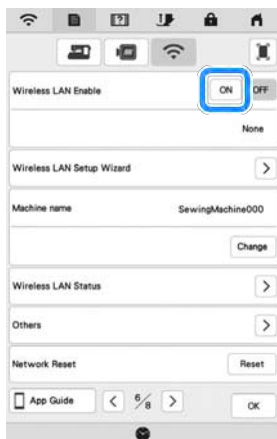 Wireless LAN Enable ON OFF
None
Wireless LAN Setup Wizard >
Machine name SewingMachine000
Change
Wireless LAN Status >
Others >
Network Reset Reset
App Guide < 6/8 > OK